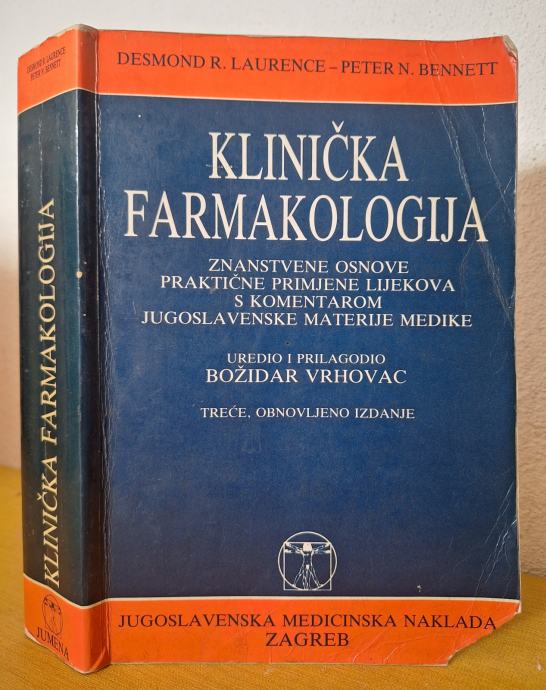 DESMOND R. LAURENCE
PETER N. BENNETT
KLINIČKA FARMAKOLOGIJA
JUMENA
DESMOND R. LAURENCE – PETER N. BENNETT
KLINIČKA
FARMAKOLOGIJA
ZNANSTVENE OSNOVE
PRAKTIČNE PRIMJENE LIJEKOVA
S KOMENTAROM
JUGOSLAVENSKE MATERIJE MEDIKE
UREDIO I PRILAGODIO
BOŽIDAR VRHOVAC
TREĆE, OBNOVLJENO IZDANJE
JUGOSLAVENSKA MEDICINSKA NAKLADA
ZAGREB